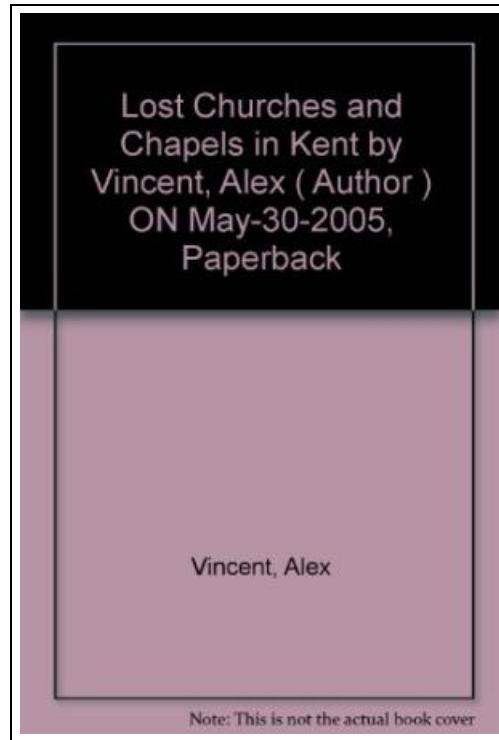 Lost Churches and
Chapels in Kent by
Vincent, Alex ( Author )
ON May-30-2005,
Paperback
Vincent, Alex
Note: This is not the actual book cover